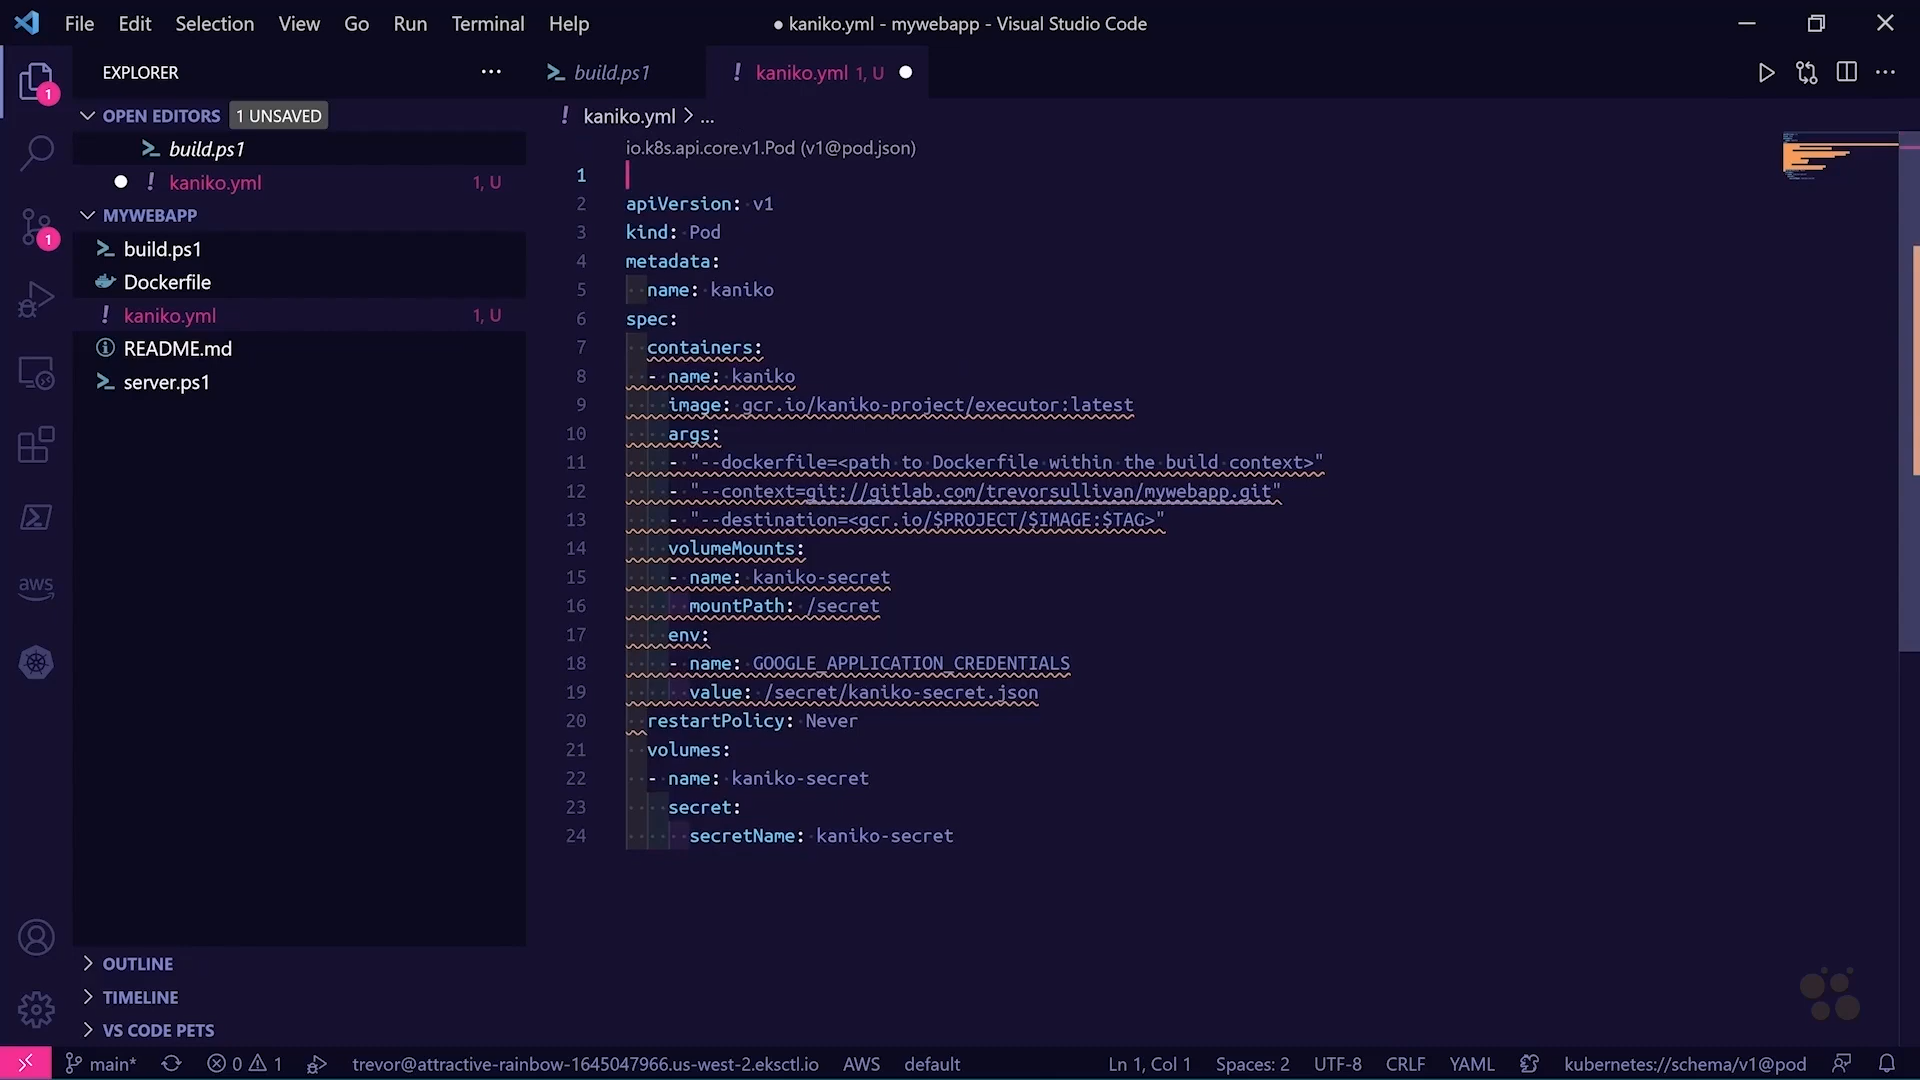 File Edit Selection View Go Run Terminal Help
● kaniko.yml - mywebapp - Visual Studio Code
EXPLORER
build.ps1
! kaniko.yml 1, U
OPEN EDITORS 1 UNSAVED
build.ps1
! kaniko.yml 1, U
MYWEBAPP
build.ps1
Dockerfile
! kaniko.yml 1, U
README.md
server.ps1
OUTLINE
TIMELINE
VS CODE PETS
1
1
aws
! kaniko.yml > ...
io.k8s.api.core.v1.Pod (v1@pod.json)
1
2 apiVersion: v1
3 kind: Pod
4 metadata:
5 name: kaniko
6 spec:
7 containers:
8 - name: kaniko
9 image: gcr.io/kaniko-project/executor:latest
10 args:
11 - "--dockerfile=<path to Dockerfile within the build context>"
12 - "--context=git://gitlab.com/trevorsullivan/mywebapp.git"
13 - "--destination=<gcr.io/$PROJECT/$IMAGE:$TAG>"
14 volumeMounts:
15 - name: kaniko-secret
16 mountPath: /secret
17 env:
18 - name: GOOGLE_APPLICATION_CREDENTIALS
19 value: /secret/kaniko-secret.json
20 restartPolicy: Never
21 volumes:
22 - name: kaniko-secret
23 secret:
24 secretName: kaniko-secret
main* 0 1 trevor@attractive-rainbow-1645047966.us-west-2.eksctl.io AWS default Ln 1, Col 1 Spaces: 2 UTF-8 CRLF YAML kubernetes://schema/v1@pod